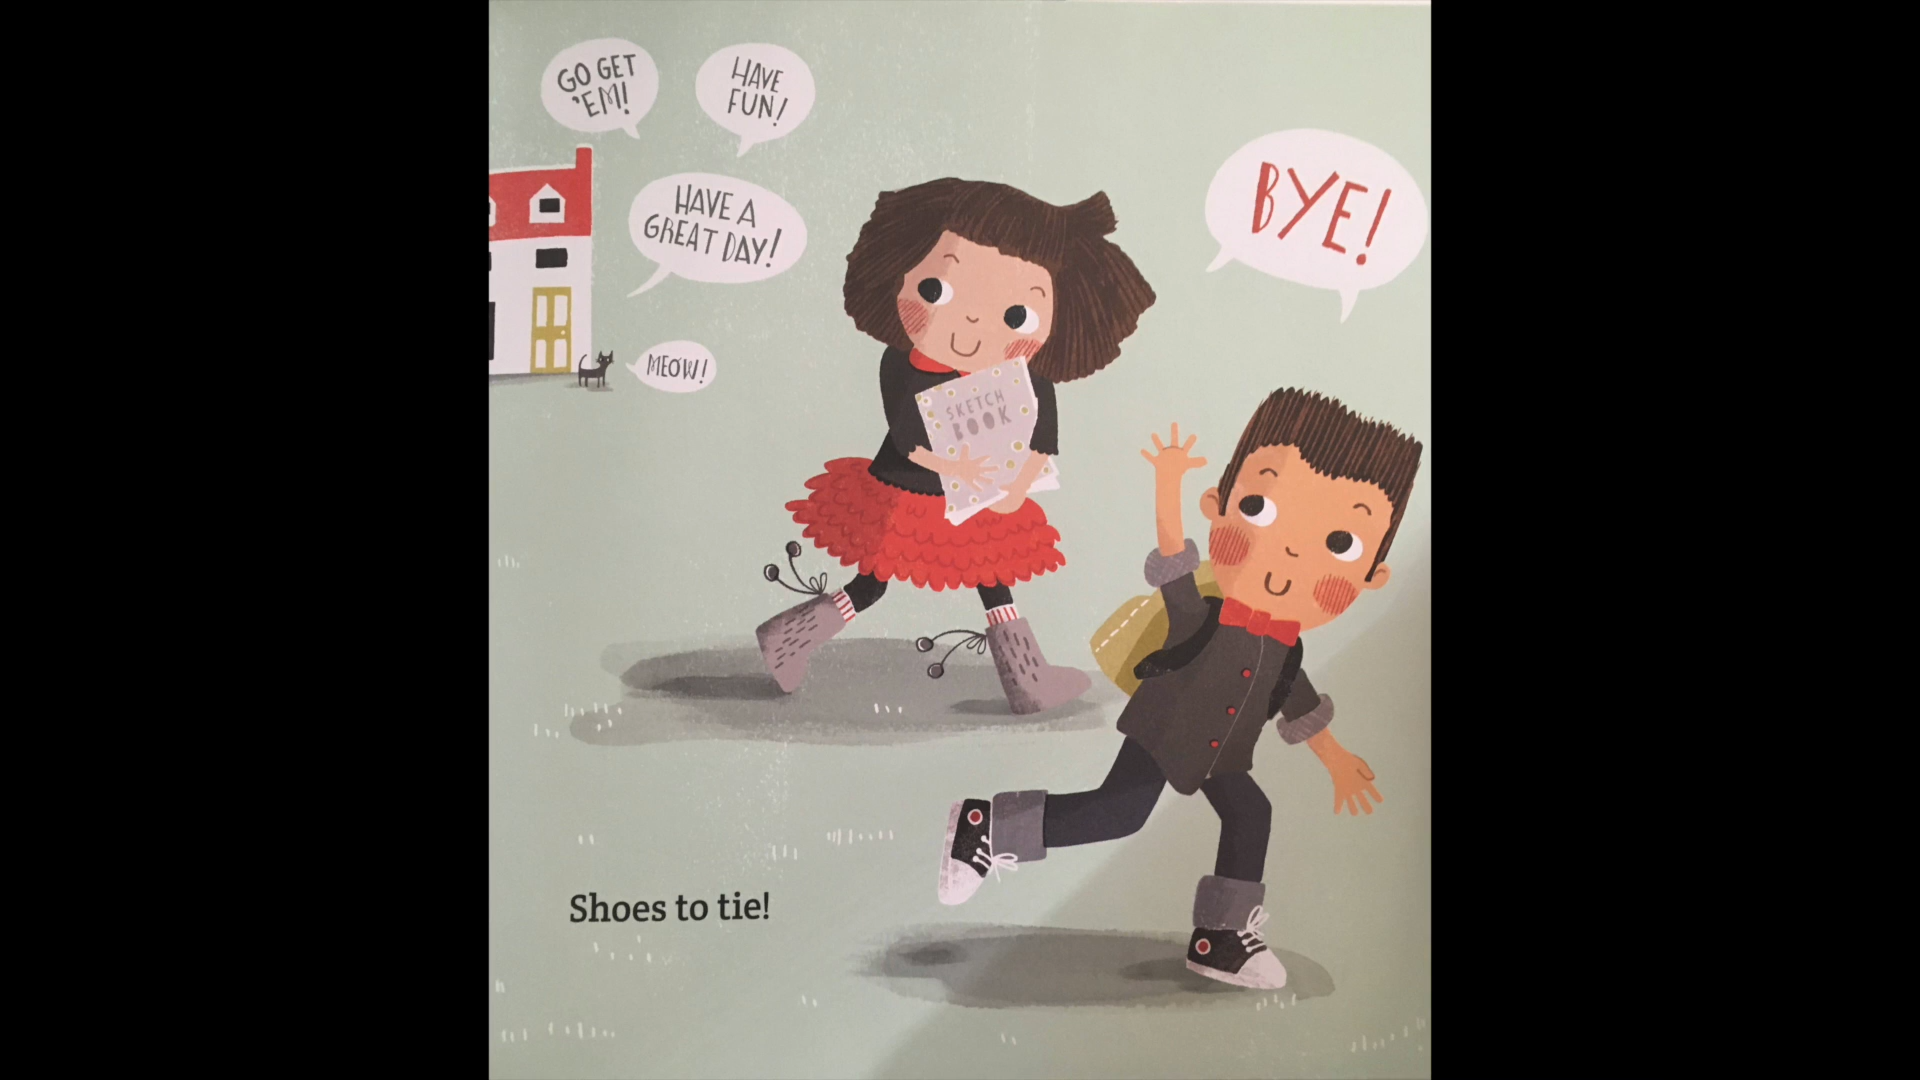 GO GET
'EM!
HAVE
FUN!
HAVE A
GREAT DAY!
MEOW!
BYE!
SKETCH
BOOK
Shoes to tie!